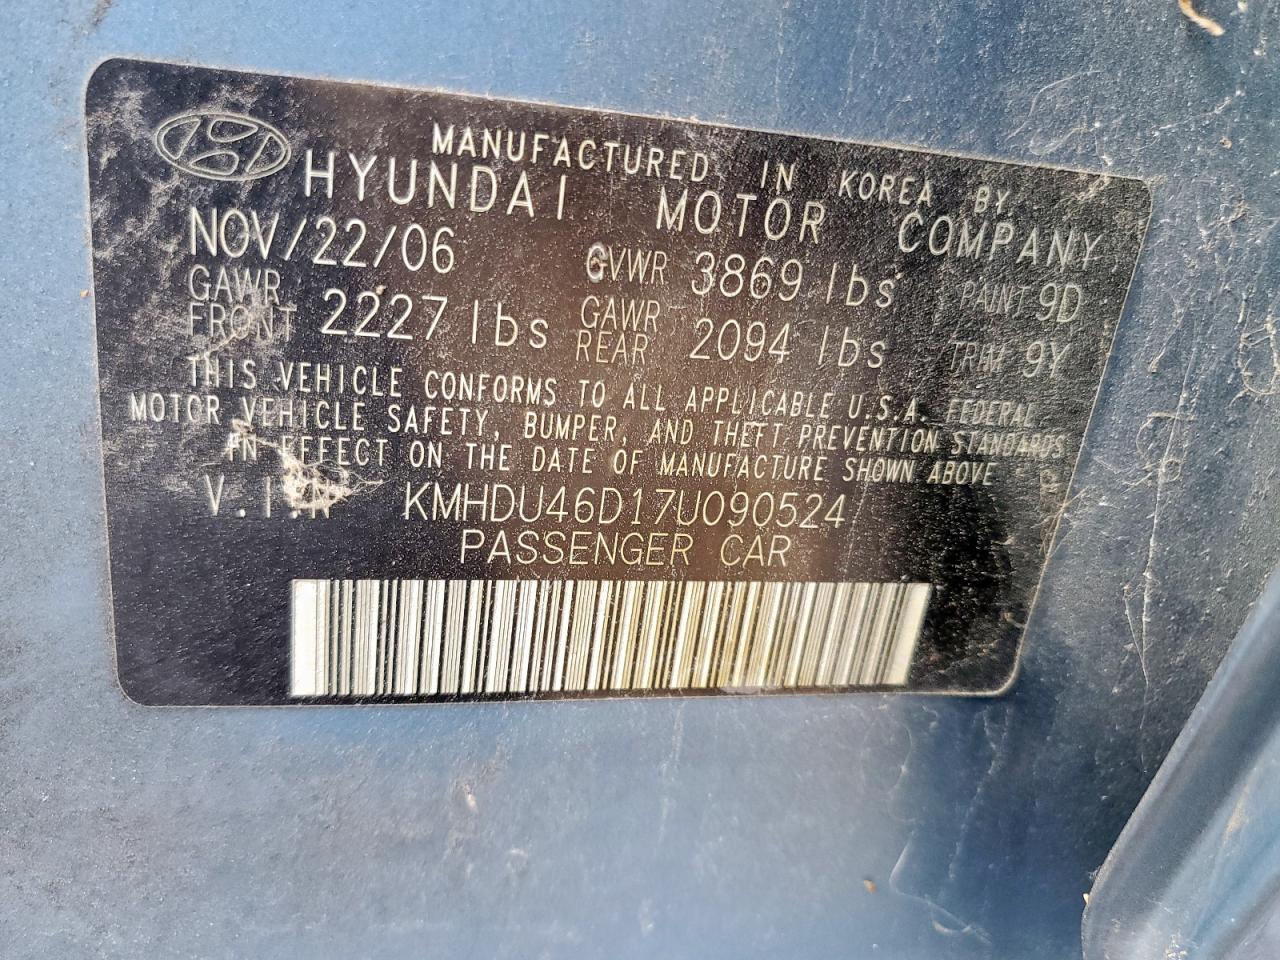 MANUFACTURED IN KOREA BY
HYUNDAI MOTOR COMPANY
NOV/22/06 GVWR 3869 lbs PAINT 9D
GAWR FRONT 2227 lbs GAWR REAR 2094 lbs TRIM 9Y
THIS VEHICLE CONFORMS TO ALL APPLICABLE U.S.A. FEDERAL
MOTOR VEHICLE SAFETY, BUMPER, AND THEFT PREVENTION STANDARDS
IN EFFECT ON THE DATE OF MANUFACTURE SHOWN ABOVE
V.I.N KMHDU46D17U090524
PASSENGER CAR